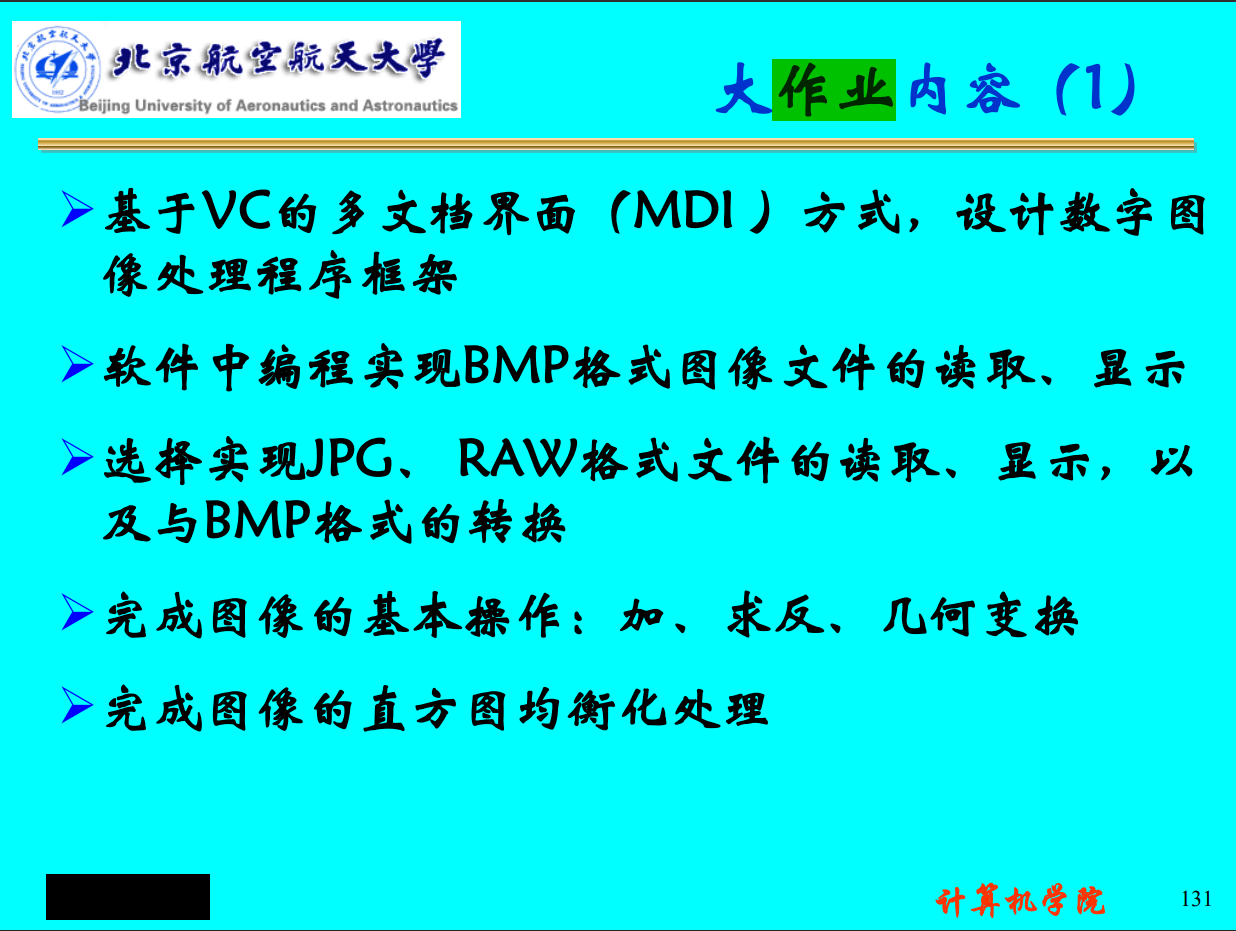 北京航空航天大學
Beijing University of Aeronautics and Astronautics
大作业内容（1）
基于VC的多文档界面（MDI）方式，设计数字图
像处理程序框架
软件中编程实现BMP格式图像文件的读取、显示
选择实现JPG、RAW格式文件的读取、显示，以
及与BMP格式的转换
完成图像的基本操作：加、求反、几何变换
完成图像的直方图均衡化处理
计算机学院
131